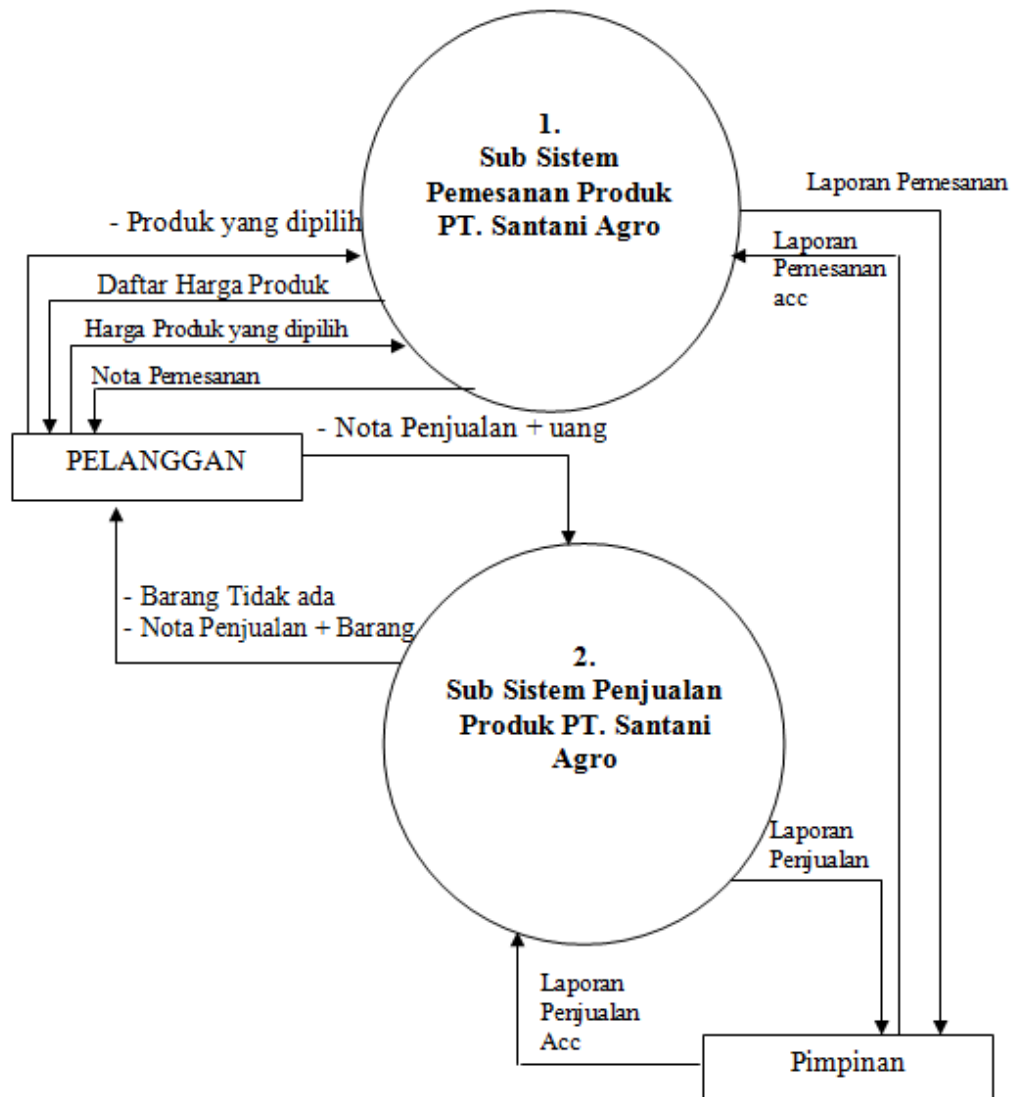 1.
Sub Sistem
Pemesanan Produk
PT. Santani Agro
Laporan Pemesanan
Laporan
Pemesanan
acc
- Produk yang dipilih
Daftar Harga Produk
Harga Produk yang dipilih
Nota Pemesanan
- Nota Penjualan + uang
PELANGGAN
- Barang Tidak ada
- Nota Penjualan + Barang
2.
Sub Sistem Penjualan
Produk PT. Santani
Agro
Laporan
Penjualan
Laporan
Penjualan
Acc
Pimpinan